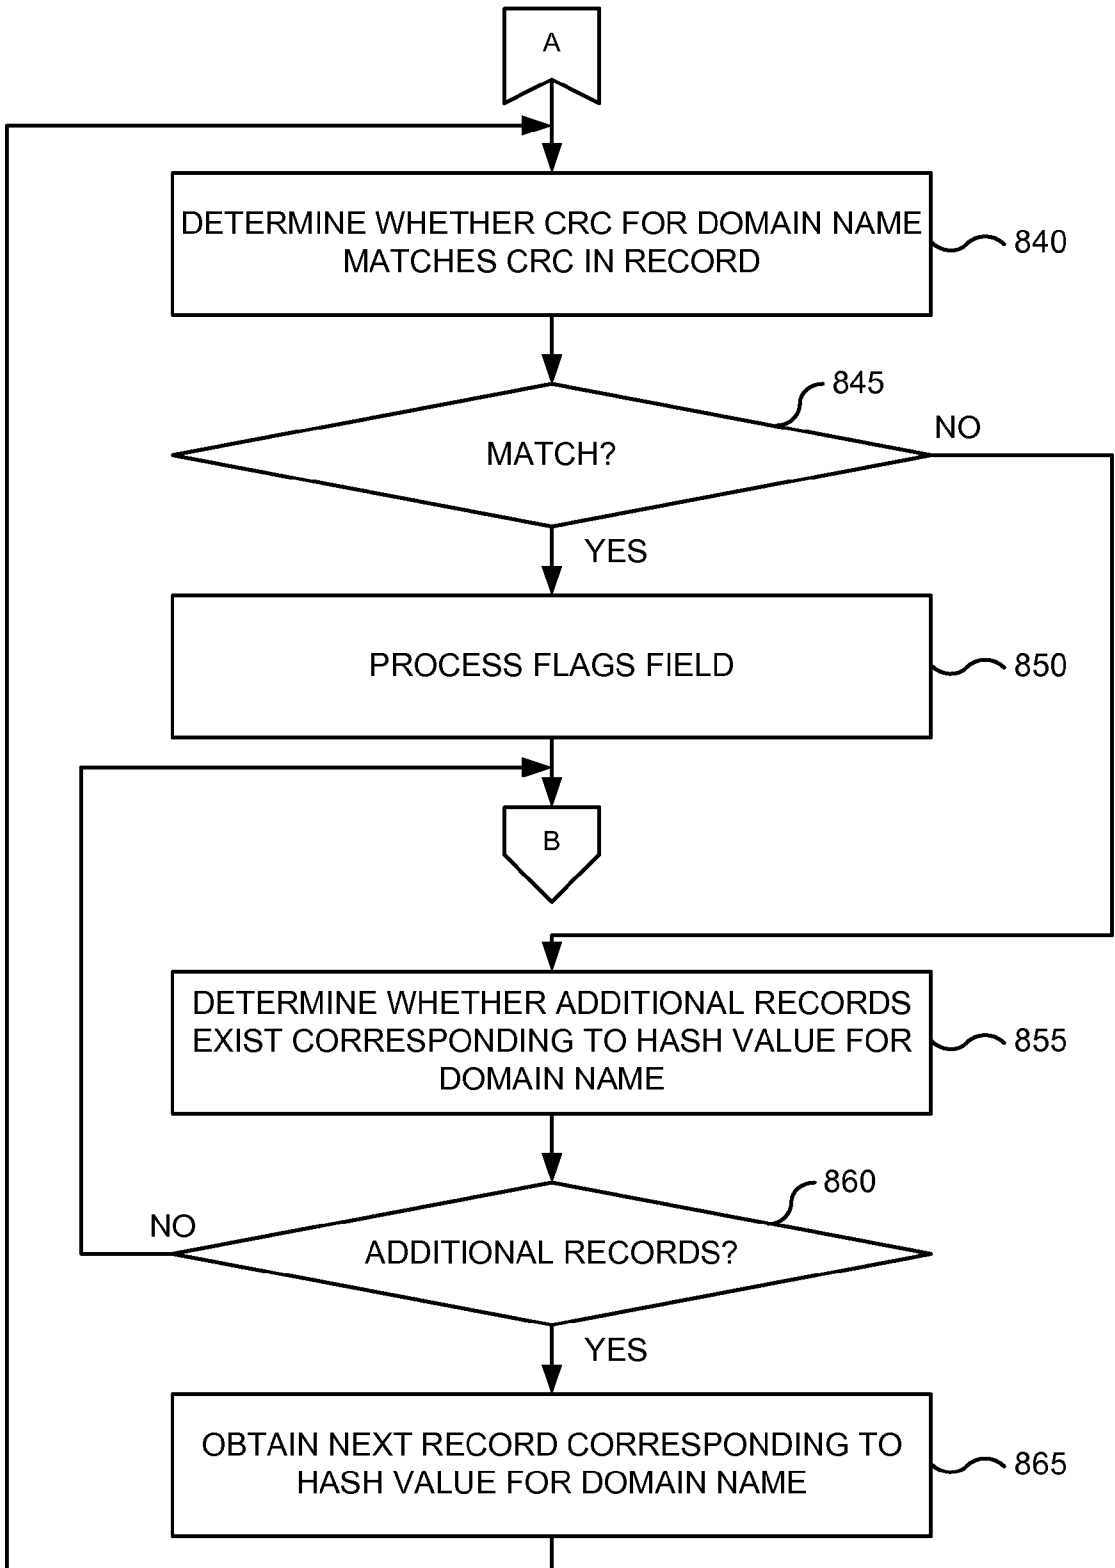 A
DETERMINE WHETHER CRC FOR DOMAIN NAME
MATCHES CRC IN RECORD
840
845
MATCH?
NO
YES
PROCESS FLAGS FIELD
850
B
DETERMINE WHETHER ADDITIONAL RECORDS
EXIST CORRESPONDING TO HASH VALUE FOR
DOMAIN NAME
855
860
NO
ADDITIONAL RECORDS?
YES
OBTAIN NEXT RECORD CORRESPONDING TO
HASH VALUE FOR DOMAIN NAME
865